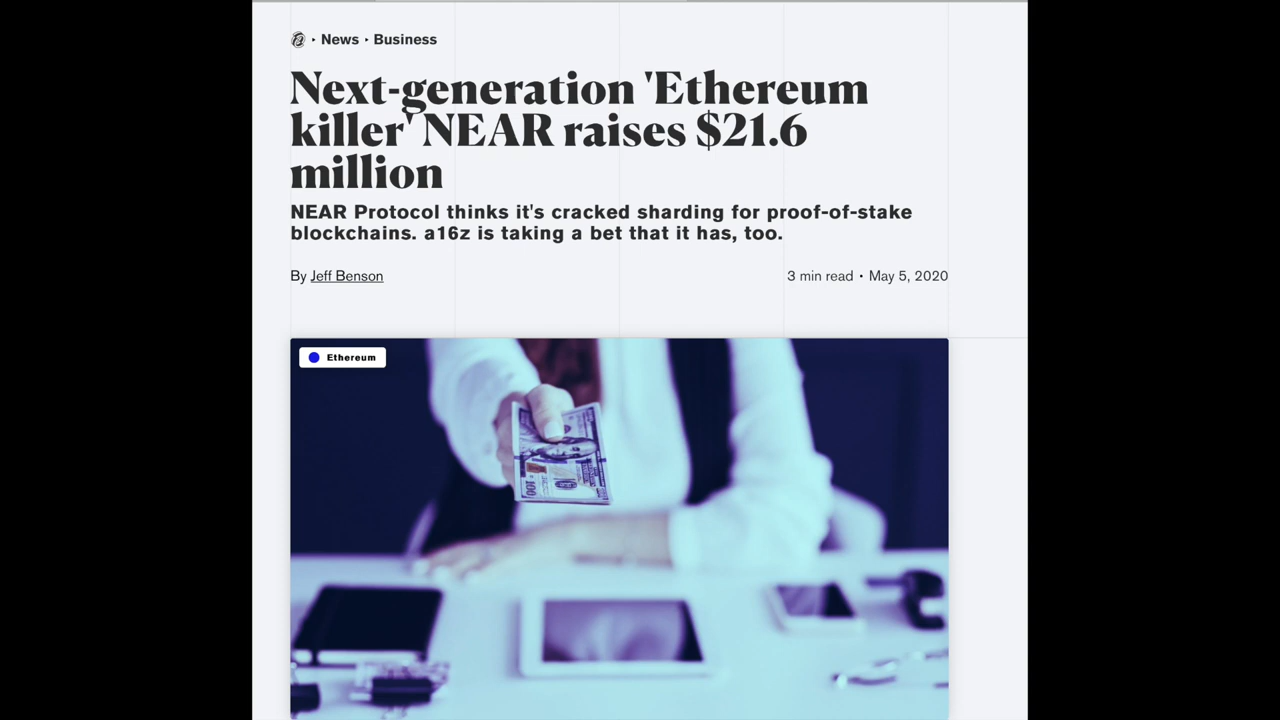 News ‣ Business
Next-generation 'Ethereum
killer' NEAR raises $21.6
million
NEAR Protocol thinks it's cracked sharding for proof-of-stake
blockchains. a16z is taking a bet that it has, too.
By Jeff Benson
3 min read • May 5, 2020
Ethereum
100